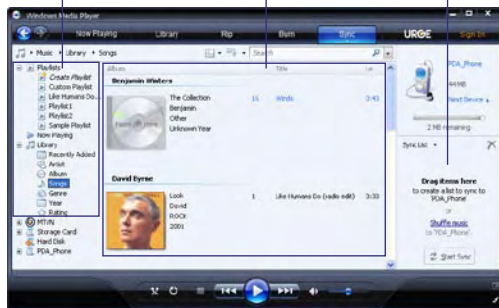 Windows Media Player
Now Playing Library Rip Burn Sync URGE Sign In
Music Library Songs Search
Playlists
Create Playlist
Custom Playlist
Like Humans Do...
Playlist1
Playlist2
Sample Playlist
Now Playing
Library
Recently Added
Artist
Album
Songs
Genre
Year
Rating
MTVN
Storage Card
Hard Disk
PDA_Phone
Album Title
Benjamin Winters
The Collection 11 Winds 3:41
Benjamin
Other
Unknown Year
David Byrne
Look 1 Like Humans Do (radio edit) 3:33
David
ROCK
2001
PDA_Phone
44 MB
Next Device
2 MB remaining
Sync List
Drag items here
to create a list to sync to
'PDA_Phone'
or
Shuffle music
to 'PDA_Phone'.
Start Sync